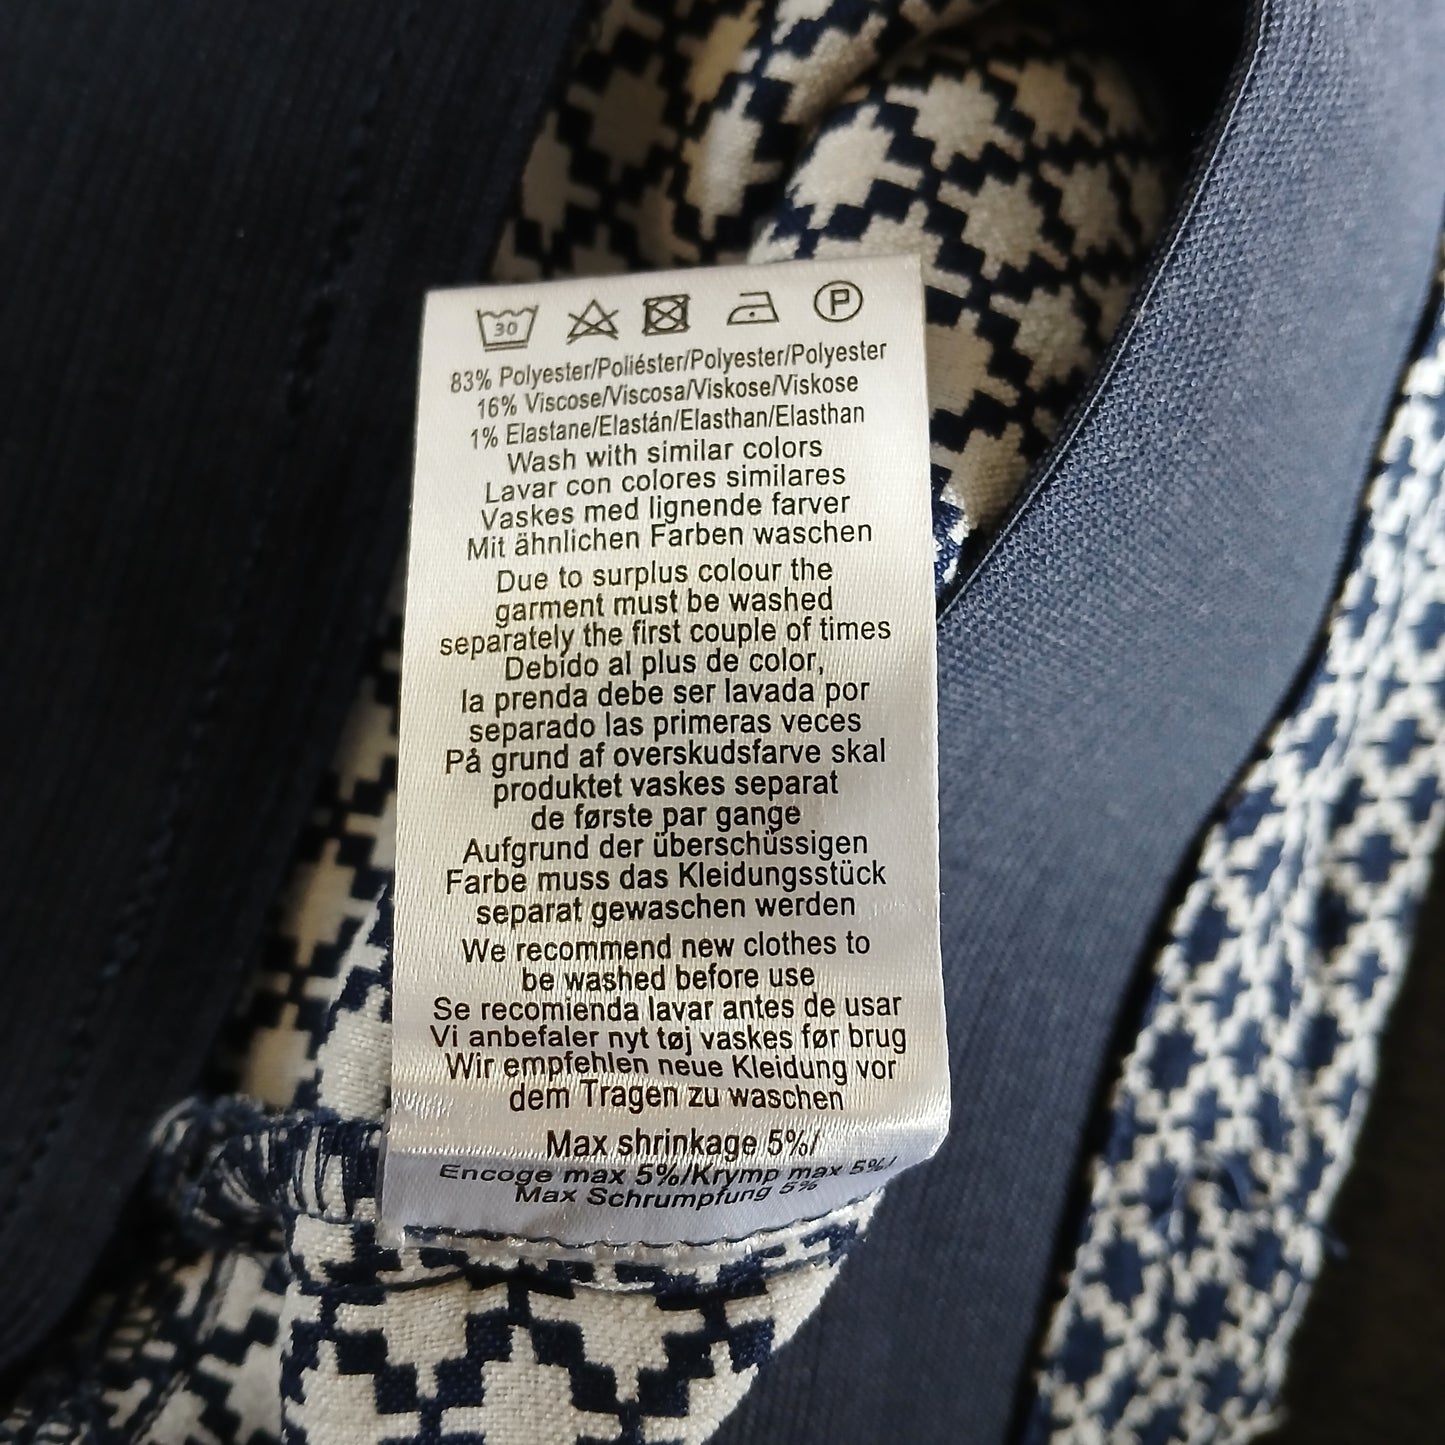 30 P
83% Polyester/Poliéster/Polyester/Polyester
16% Viscose/Viscosa/Viskose/Viskose
1% Elastane/Elastán/Elasthan/Elasthan
Wash with similar colors
Lavar con colores similares
Vaskes med lignende farver
Mit ähnlichen Farben waschen
Due to surplus colour the
garment must be washed
separately the first couple of times
Debido al plus de color,
la prenda debe ser lavada por
separado las primeras veces
På grund af overskudsfarve skal
produktet vaskes separat
de første par gange
Aufgrund der überschüssigen
Farbe muss das Kleidungsstück
separat gewaschen werden
We recommend new clothes to
be washed before use
Se recomienda lavar antes de usar
Vi anbefaler nyt tøj vaskes før brug
Wir empfehlen neue Kleidung vor
dem Tragen zu waschen
Max shrinkage 5%/
Encoge max 5%/Krymp max 5%/
Max Schrumpfung 5%